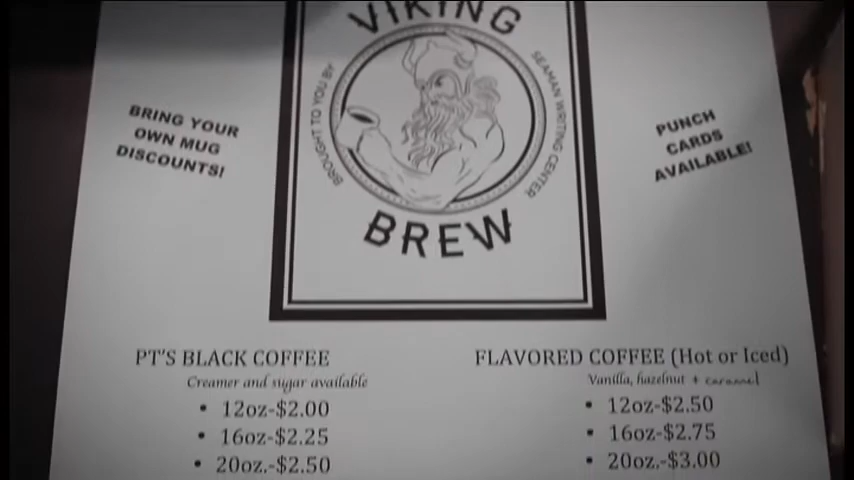 VIKING
BROUGHT TO YOU BY
SEAMAN WRITING CENTER
BREW
BRING YOUR
OWN MUG
DISCOUNTS!
PUNCH
CARDS
AVAILABLE!
PT'S BLACK COFFEE
Creamer and sugar available
• 12oz-$2.00
• 16oz-$2.25
• 20oz.-$2.50
FLAVORED COFFEE (Hot or Iced)
Vanilla, hazelnut + caramel
• 12oz-$2.50
• 16oz-$2.75
• 20oz.-$3.00